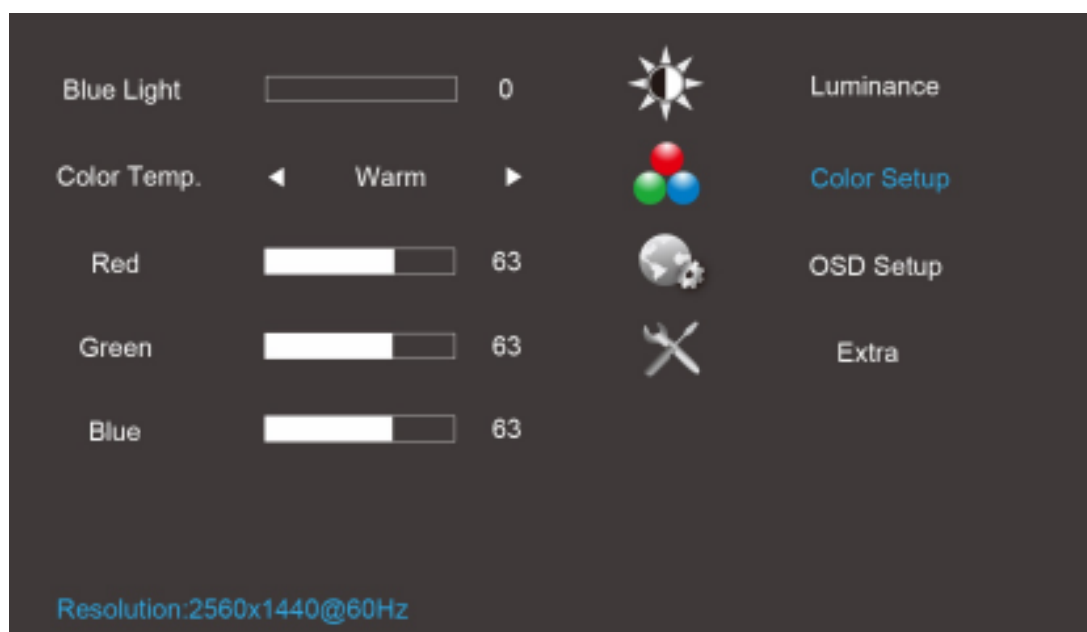 Blue Light 0 Luminance
Color Temp. Warm Color Setup
Red 63 OSD Setup
Green 63 Extra
Blue 63
Resolution:2560x1440@60Hz